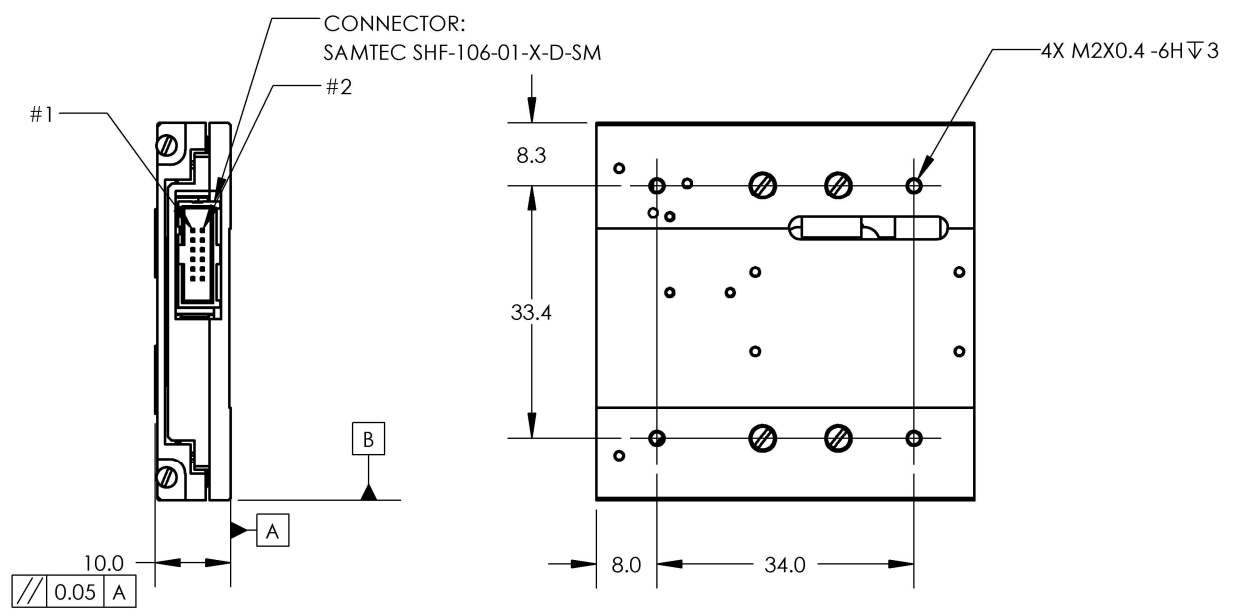 CONNECTOR:
SAMTEC SHF-106-01-X-D-SM
#2
#1
4X M2X0.4 -6H↧3
8.3
33.4
B
A
10.0
// 0.05 A
8.0
34.0